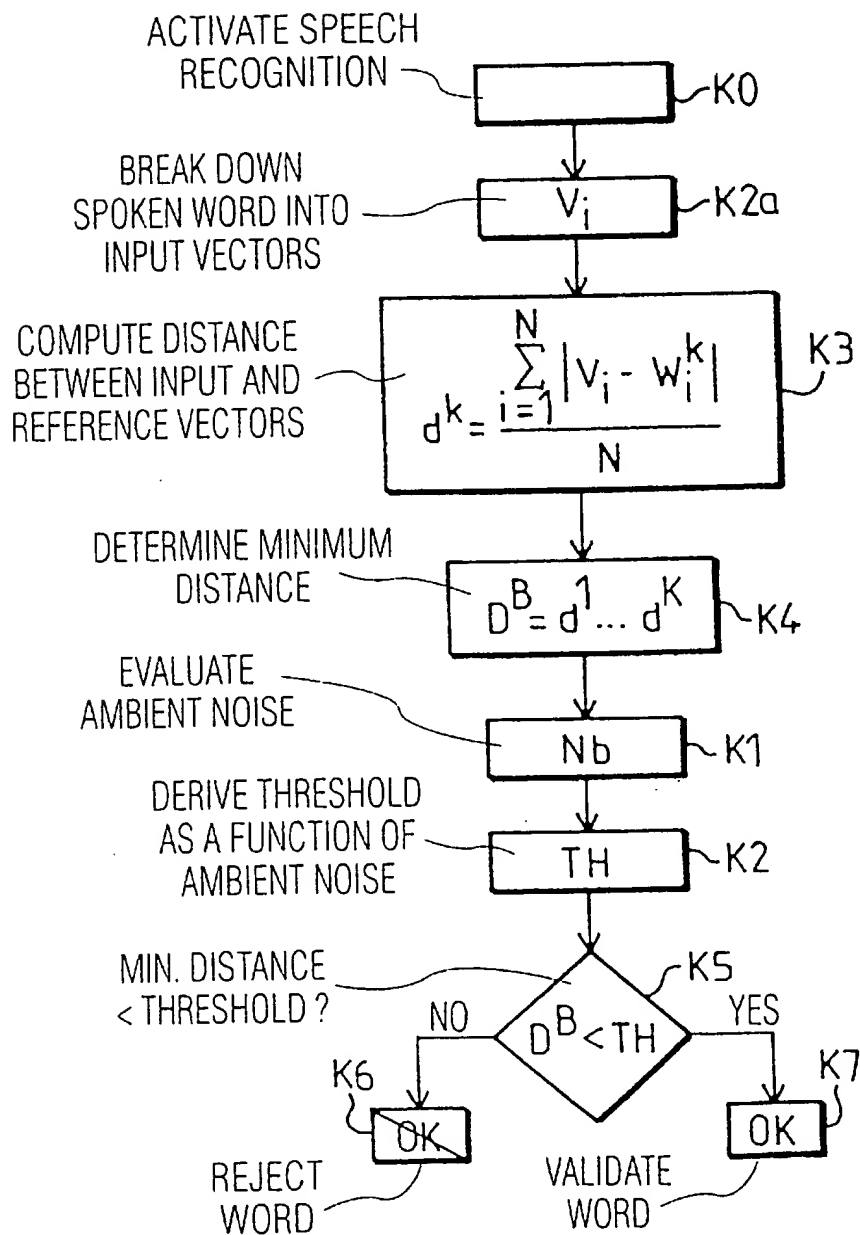 ACTIVATE SPEECH
RECOGNITION
K0
BREAK DOWN
SPOKEN WORD INTO
INPUT VECTORS
V_i
K2a
COMPUTE DISTANCE
BETWEEN INPUT AND
REFERENCE VECTORS
d^k = \frac{\sum_{i=1}^{N} |V_i - W_i^k|}{N}
K3
DETERMINE MINIMUM
DISTANCE
D^B = d^1 ... d^K
K4
EVALUATE
AMBIENT NOISE
Nb
K1
DERIVE THRESHOLD
AS A FUNCTION OF
AMBIENT NOISE
TH
K2
MIN. DISTANCE
< THRESHOLD ?
K5
D^B < TH
NO
YES
K6
OK
K7
OK
REJECT
WORD
VALIDATE
WORD